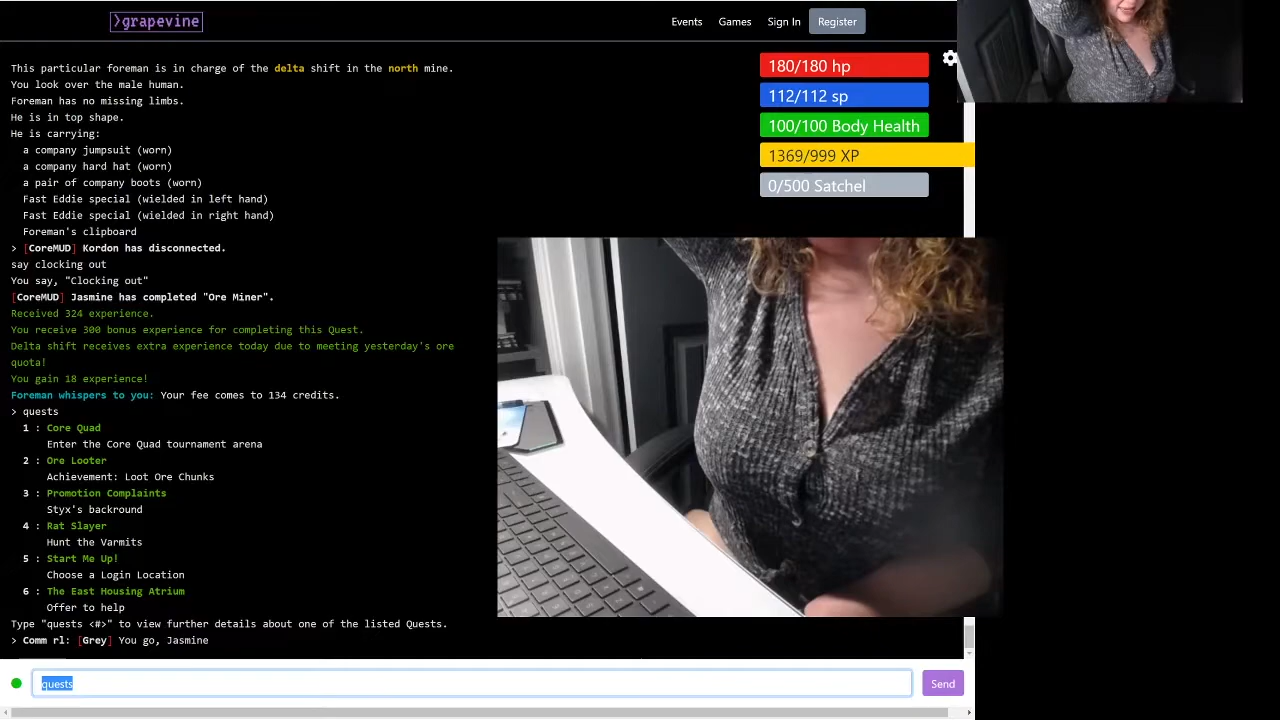 >grapevine
Events Games Sign In Register
This particular foreman is in charge of the delta shift in the north mine.
You look over the male human.
Foreman has no missing limbs.
He is in top shape.
He is carrying:
a company jumpsuit (worn)
a company hard hat (worn)
a pair of company boots (worn)
Fast Eddie special (wielded in left hand)
Fast Eddie special (wielded in right hand)
Foreman's clipboard
> [CoreMUD] Kordon has disconnected.
say clocking out
You say, "Clocking out"
[CoreMUD] Jasmine has completed "Ore Miner".
Received 324 experience.
You receive 300 bonus experience for completing this Quest.
Delta shift receives extra experience today due to meeting yesterday's ore
quota!
You gain 18 experience!
Foreman whispers to you: Your fee comes to 134 credits.
> quests
1 : Core Quad
Enter the Core Quad tournament arena
2 : Ore Looter
Achievement: Loot Ore Chunks
3 : Promotion Complaints
Styx's backround
4 : Rat Slayer
Hunt the Varmits
5 : Start Me Up!
Choose a Login Location
6 : The East Housing Atrium
Offer to help
Type "quests <#>" to view further details about one of the listed Quests.
> Comm rl: [Grey] You go, Jasmine
180/180 hp
112/112 sp
100/100 Body Health
1369/999 XP
0/500 Satchel
quests
Send